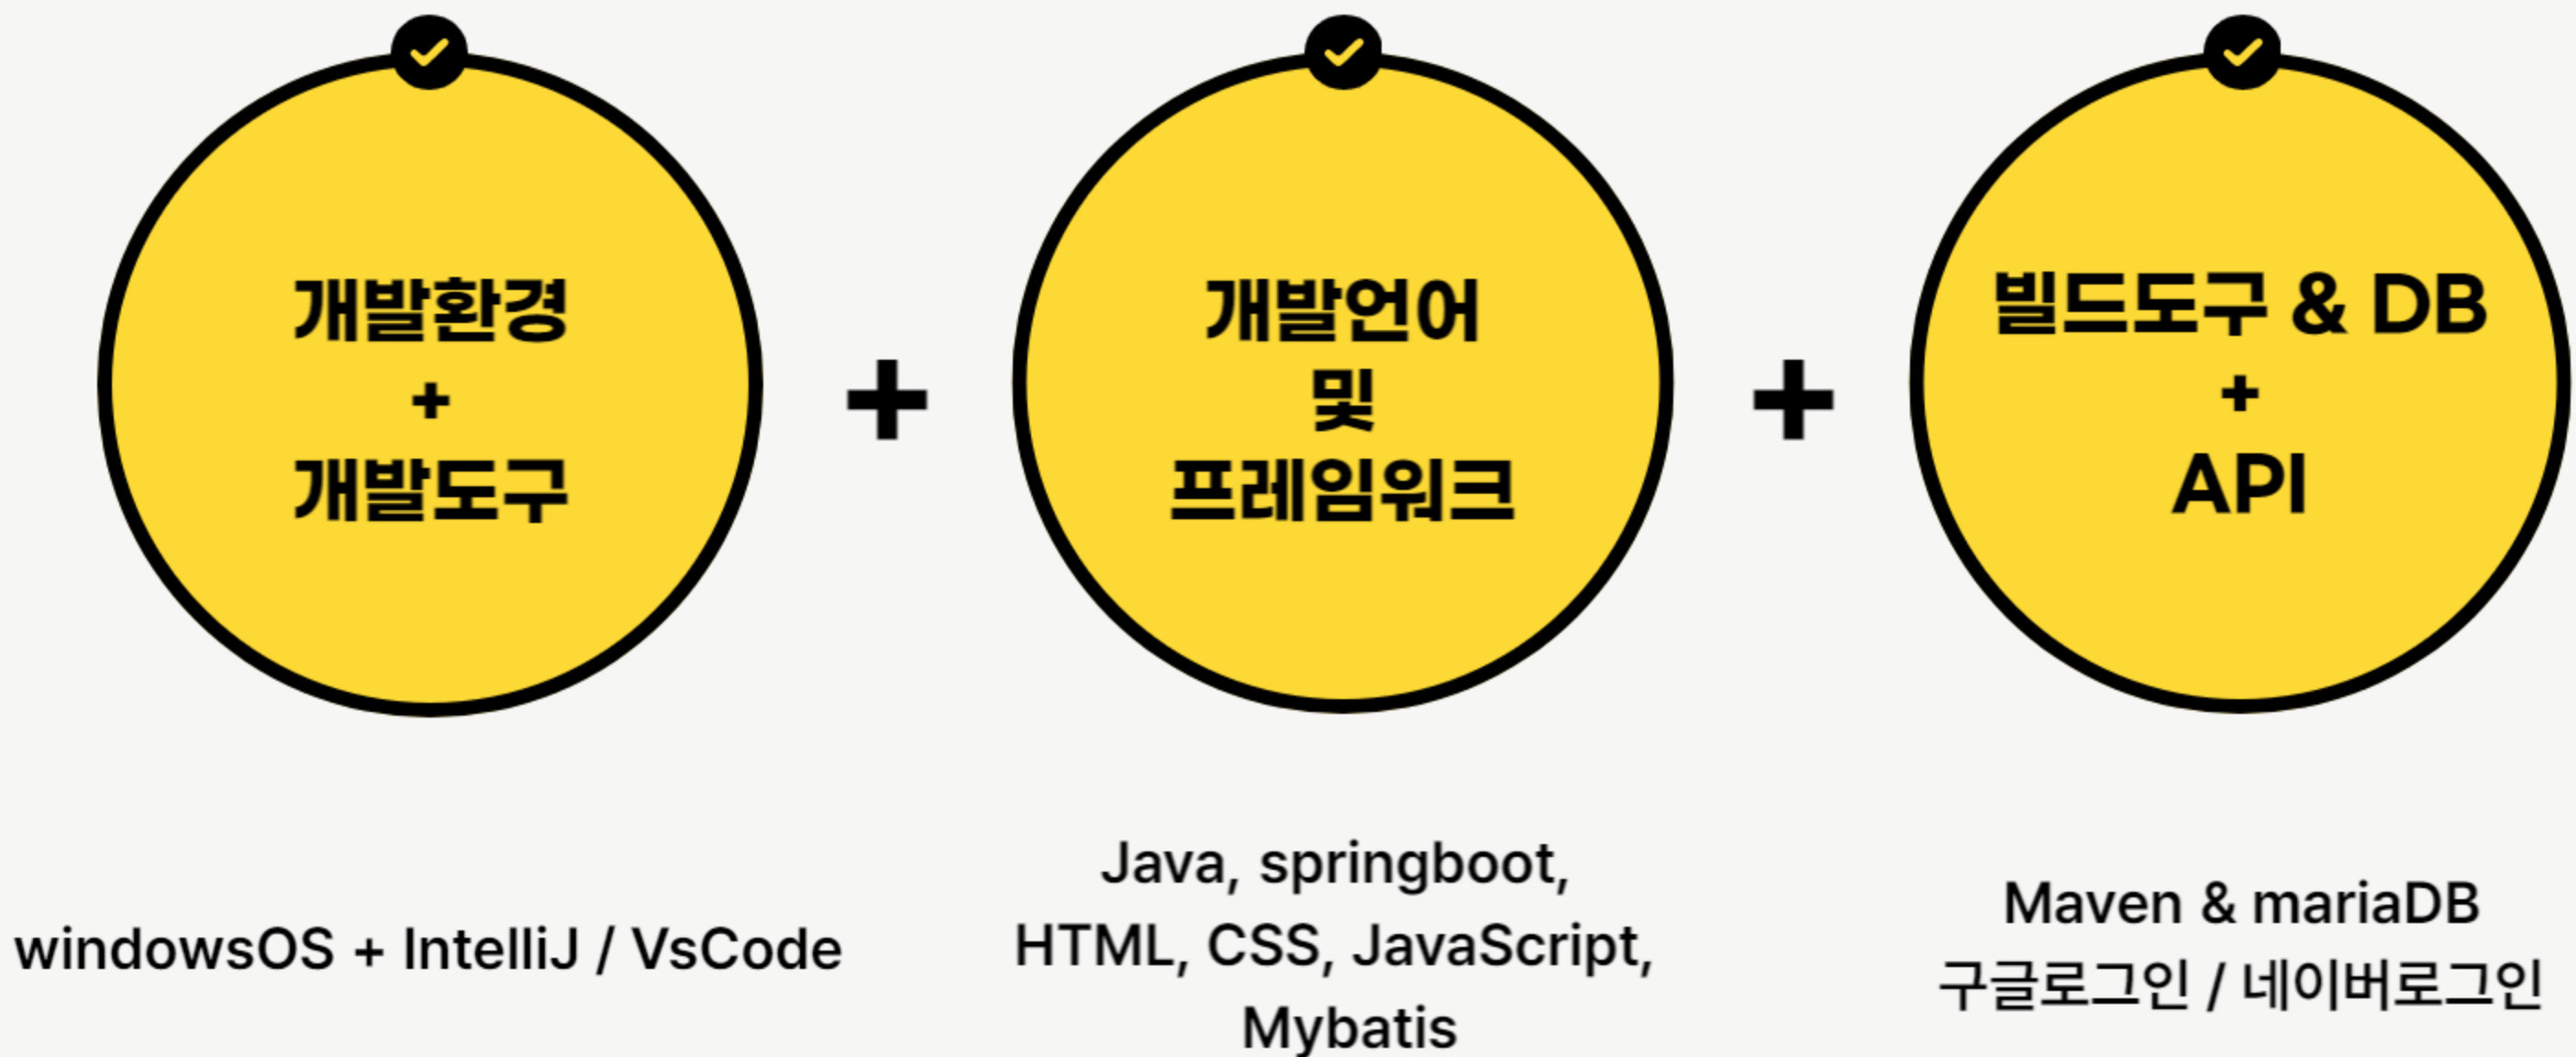 개발환경
+
개발도구
+
개발언어
및
프레임워크
+
빌드도구 & DB
+
API
windowsOS + IntelliJ / VsCode
Java, springboot,
HTML, CSS, JavaScript,
Mybatis
Maven & mariaDB
구글로그인 / 네이버로그인